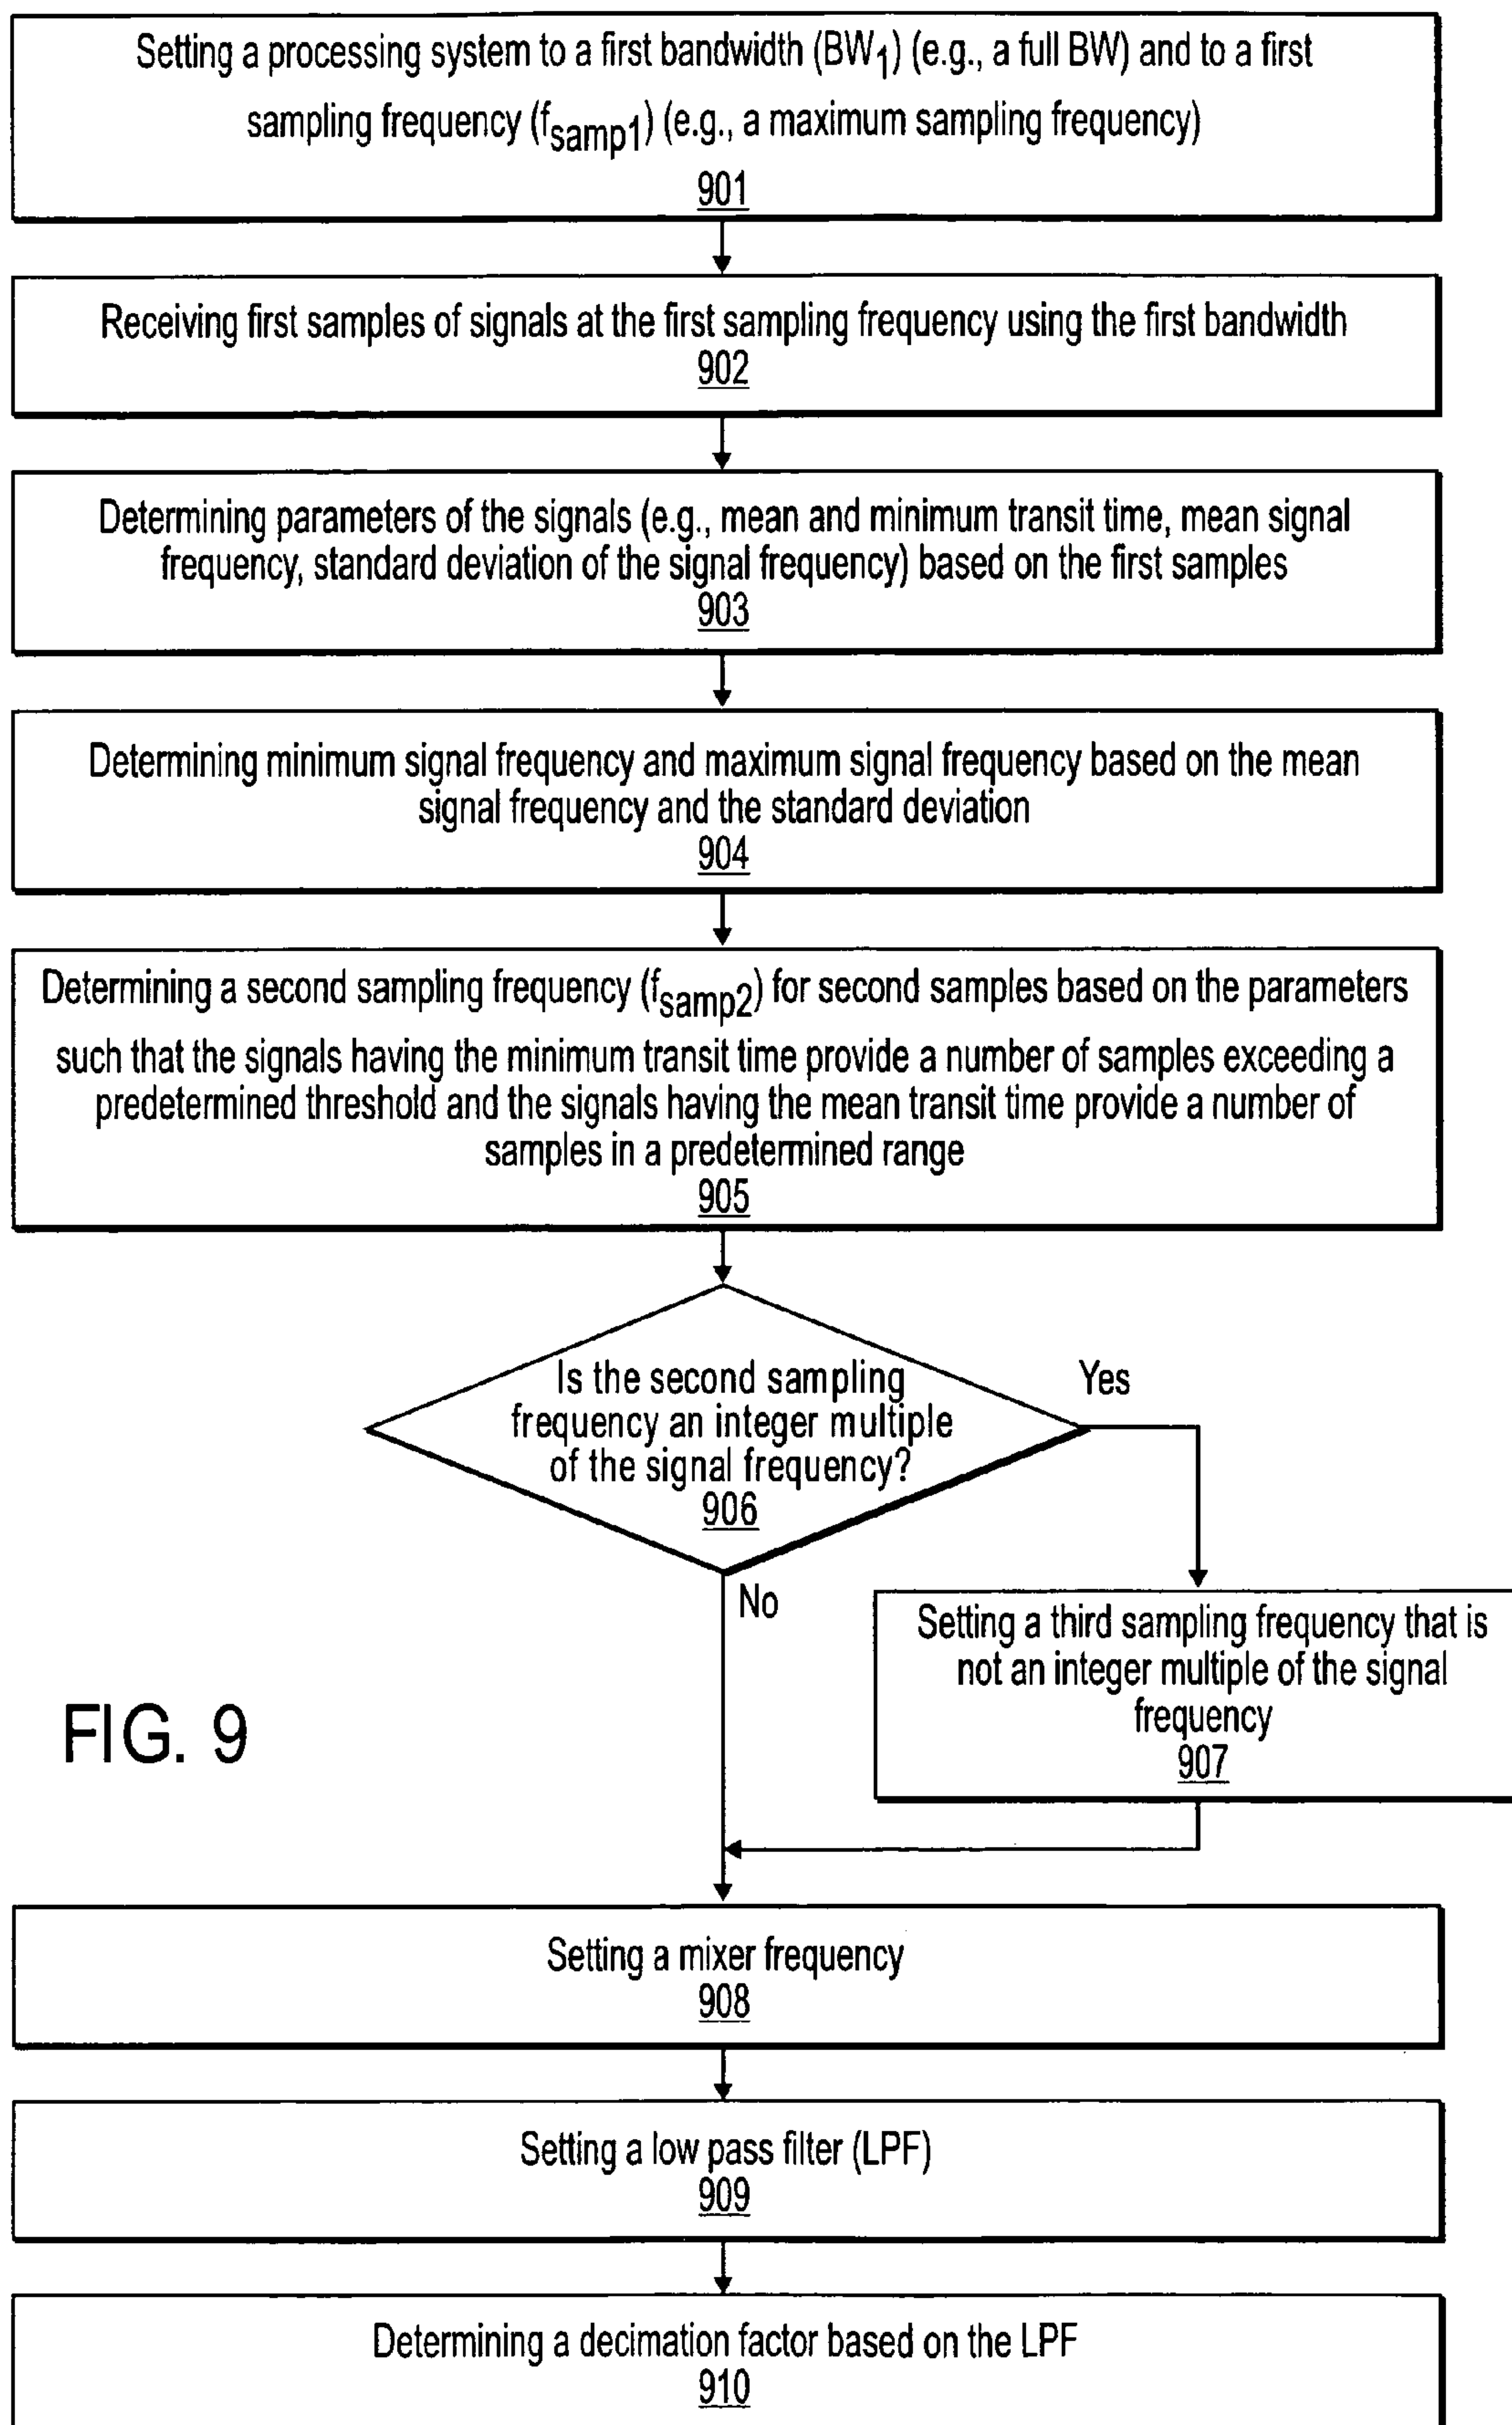 Setting a processing system to a first bandwidth (BW1) (e.g., a full BW) and to a first
sampling frequency (fsamp1) (e.g., a maximum sampling frequency)
901
Receiving first samples of signals at the first sampling frequency using the first bandwidth
902
Determining parameters of the signals (e.g., mean and minimum transit time, mean signal
frequency, standard deviation of the signal frequency) based on the first samples
903
Determining minimum signal frequency and maximum signal frequency based on the mean
signal frequency and the standard deviation
904
Determining a second sampling frequency (fsamp2) for second samples based on the parameters
such that the signals having the minimum transit time provide a number of samples exceeding a
predetermined threshold and the signals having the mean transit time provide a number of
samples in a predetermined range
905
Is the second sampling
frequency an integer multiple
of the signal frequency?
906
Yes
No
Setting a third sampling frequency that is
not an integer multiple of the signal
frequency
907
FIG. 9
Setting a mixer frequency
908
Setting a low pass filter (LPF)
909
Determining a decimation factor based on the LPF
910